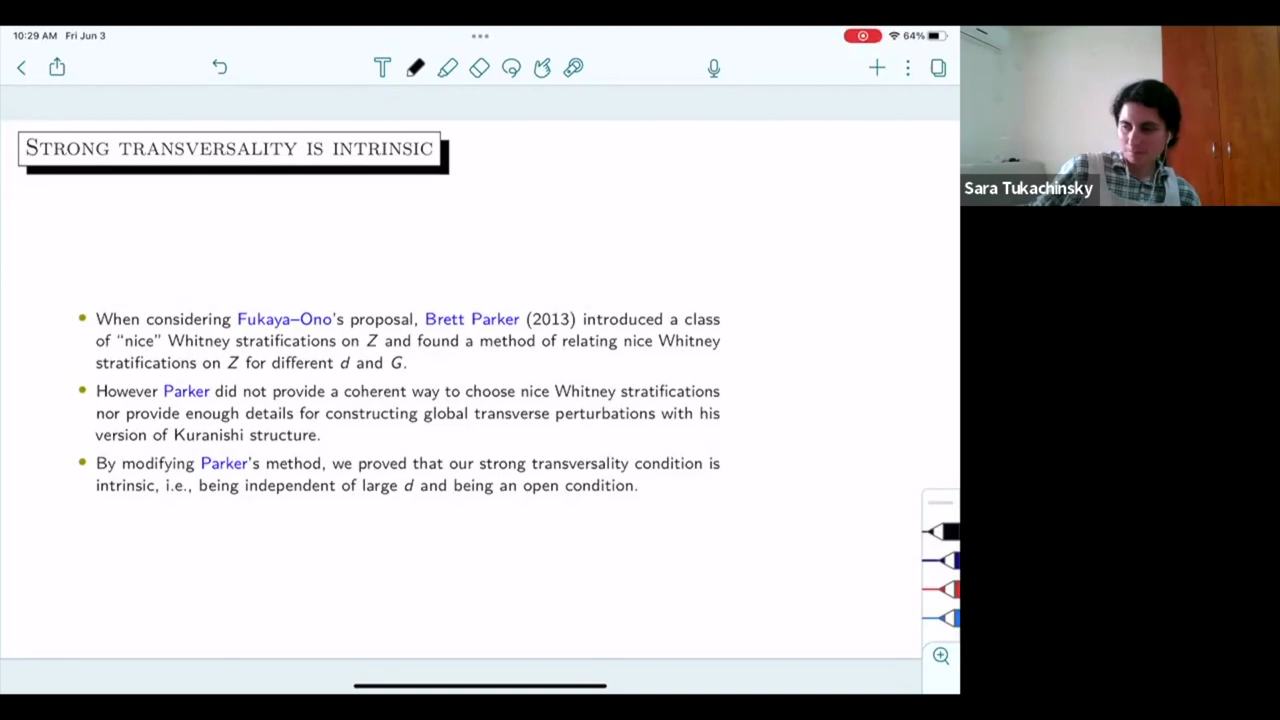 10:29 AM Fri Jun 3
64%
STRONG TRANSVERSALITY IS INTRINSIC
Sara Tukachinsky
When considering Fukaya–Ono's proposal, Brett Parker (2013) introduced a class
of “nice” Whitney stratifications on Z and found a method of relating nice Whitney
stratifications on Z for different d and G.
However Parker did not provide a coherent way to choose nice Whitney stratifications
nor provide enough details for constructing global transverse perturbations with his
version of Kuranishi structure.
By modifying Parker's method, we proved that our strong transversality condition is
intrinsic, i.e., being independent of large d and being an open condition.